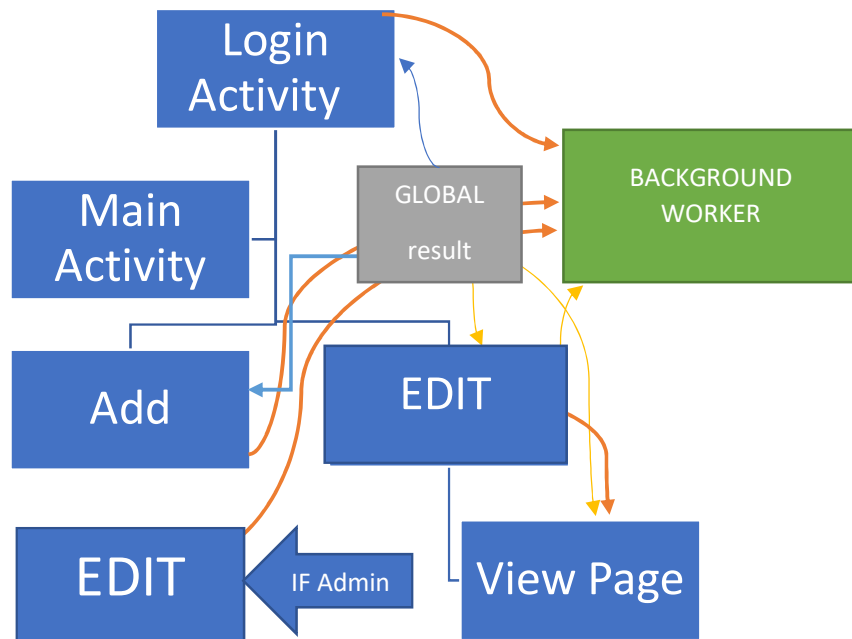 Login
Activity
BACKGROUND
WORKER
GLOBAL
result
Main
Activity
Add
EDIT
EDIT
IF Admin
View Page